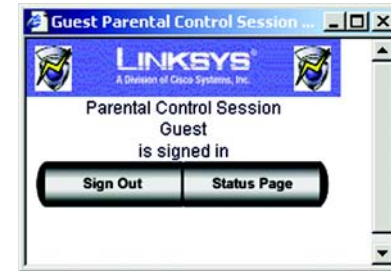 Guest Parental Control Session ...
LINKSYS®
A Division of Cisco Systems, Inc.
Parental Control Session
Guest
is signed in
Sign Out Status Page